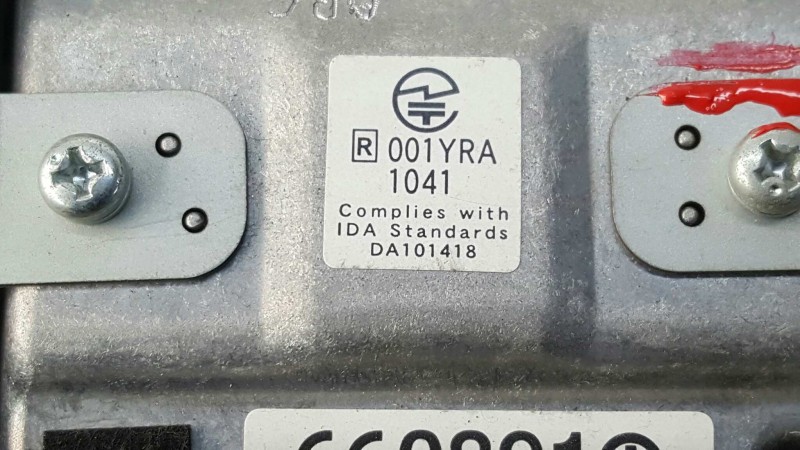 R 001YRA
1041
Complies with
IDA Standards
DA101418